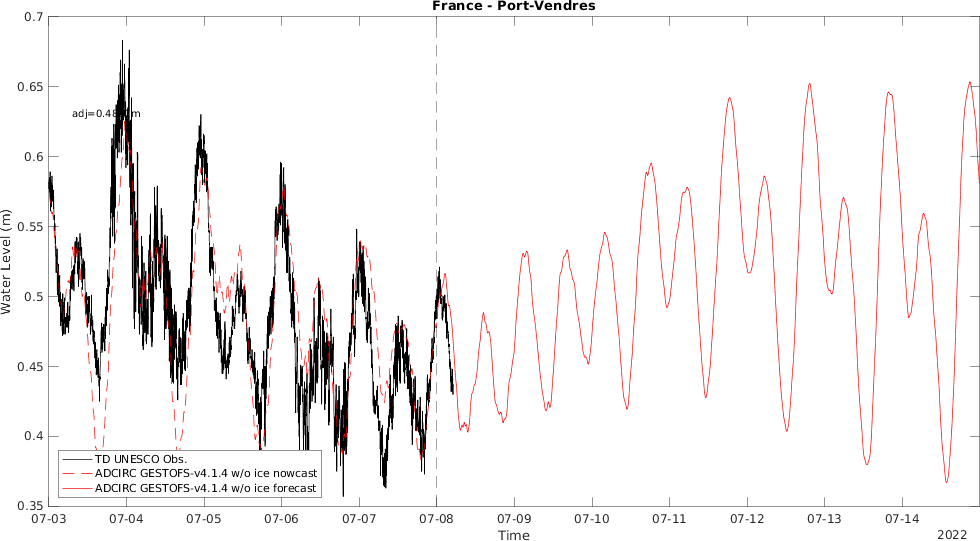 France - Port-Vendres
0.7
0.65
0.6
0.55
0.5
0.45
0.4
0.35
Water Level (m)
TD UNESCO Obs.
ADCIRC GESTOFS-v4.1.4 w/o ice nowcast
ADCIRC GESTOFS-v4.1.4 w/o ice forecast
07-03 07-04 07-05 07-06 07-07 07-08 07-09 07-10 07-11 07-12 07-13 07-14
Time
2022